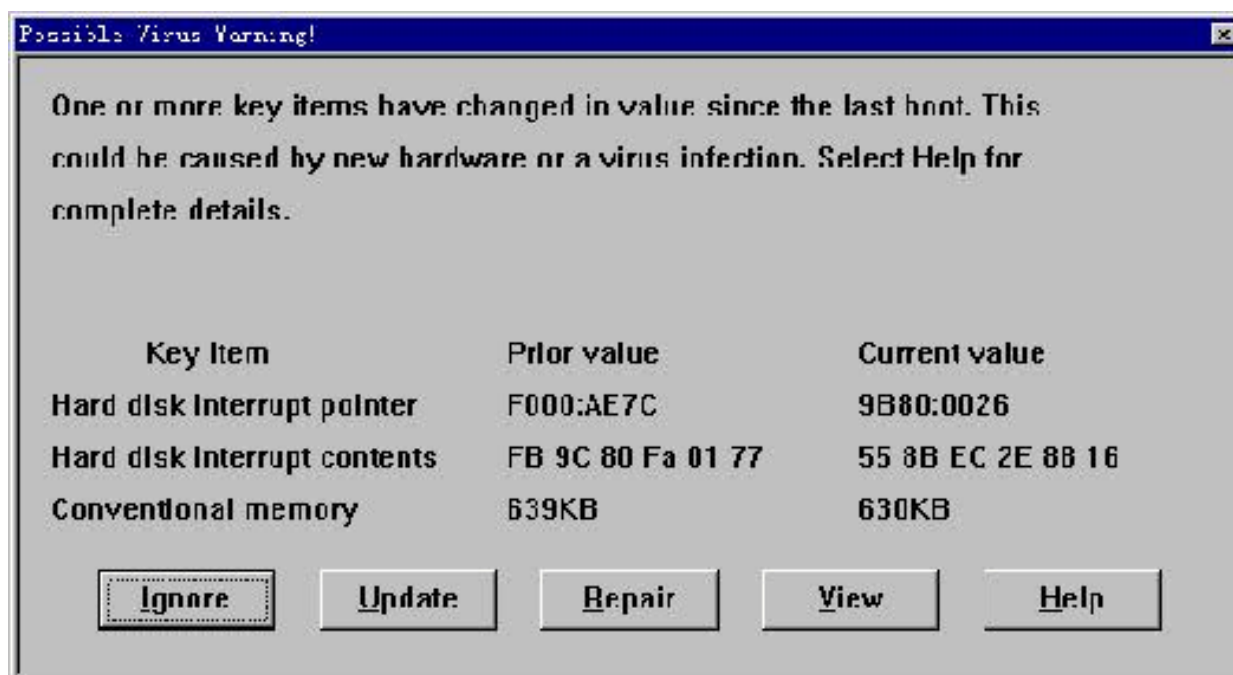 Possible Virus Warning!
One or more key items have changed in value since the last boot. This
could be caused by new hardware or a virus infection. Select Help for
complete details.
Key Item Prior value Current value
Hard disk Interrupt pointer F000:AE7C 9B80:0026
Hard disk Interrupt contents FB 9C 80 Fa 01 77 55 8B EC 2E 88 16
Conventional memory 639KB 630KB
Ignore Update Repair View Help